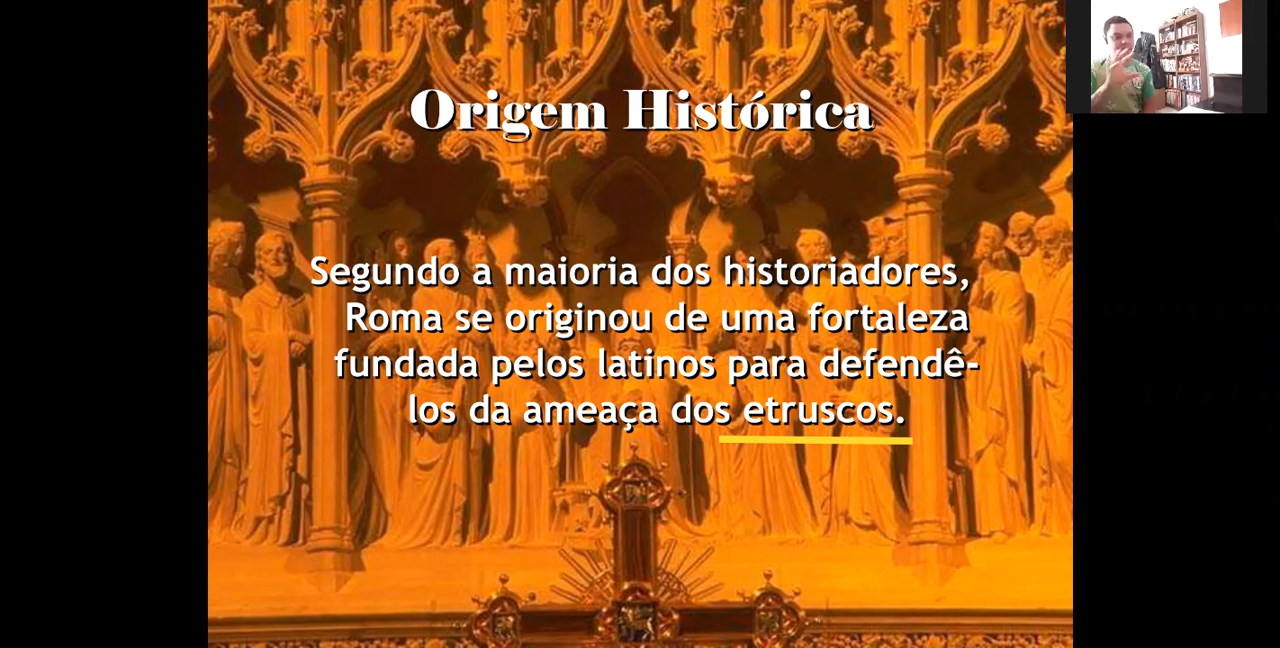 Origem Histórica
Segundo a maioria dos historiadores,
Roma se originou de uma fortaleza
fundada pelos latinos para defendê-
los da ameaça dos etruscos.